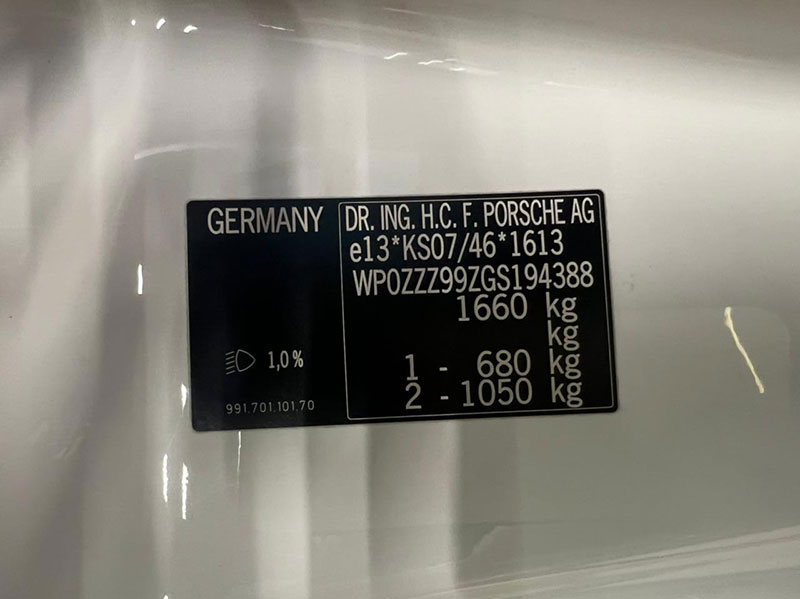 GERMANY
DR. ING. H.C. F. PORSCHE AG
e13*KS07/46*1613
WP0ZZZ99ZGS194388
1660 kg
kg
1 - 680 kg
2 - 1050 kg
1,0 %
991.701.101.70